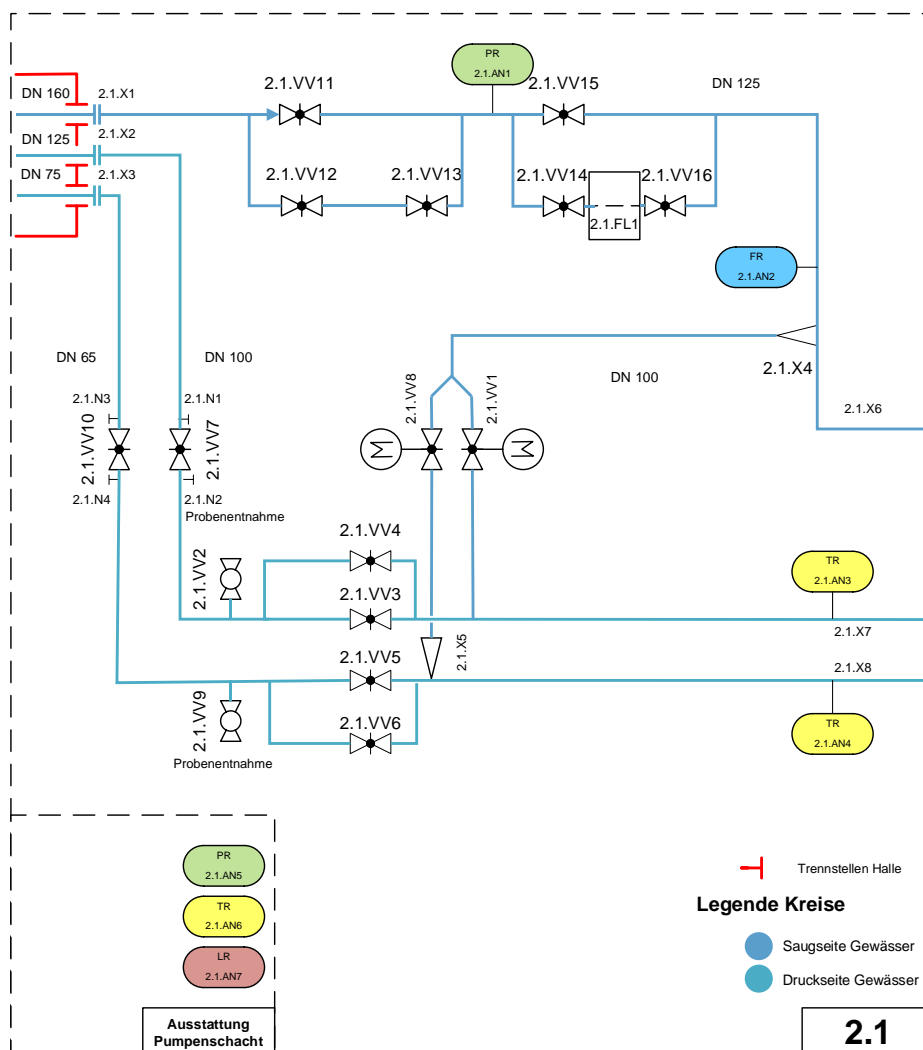 PR
2.1.AN1
DN 160
2.1.X1
2.1.VV11
2.1.VV15
DN 125
DN 125
2.1.X2
DN 75
2.1.X3
2.1.VV12
2.1.VV13
2.1.VV14
2.1.VV16
2.1.FL1
FR
2.1.AN2
DN 65
DN 100
2.1.VV8
2.1.VV1
DN 100
2.1.X4
2.1.X6
2.1.N3
2.1.N1
2.1.VV10
2.1.VV7
M
M
2.1.N4
2.1.N2
Probenentnahme
2.1.VV2
2.1.VV4
2.1.VV3
TR
2.1.AN3
2.1.X7
2.1.X5
2.1.VV5
2.1.X8
2.1.VV9
2.1.VV6
TR
2.1.AN4
Probenentnahme
PR
2.1.AN5
TR
2.1.AN6
LR
2.1.AN7
Ausstattung
Pumpenschacht
Trennstellen Halle
Legende Kreise
Saugseite Gewässer
Druckseite Gewässer
2.1